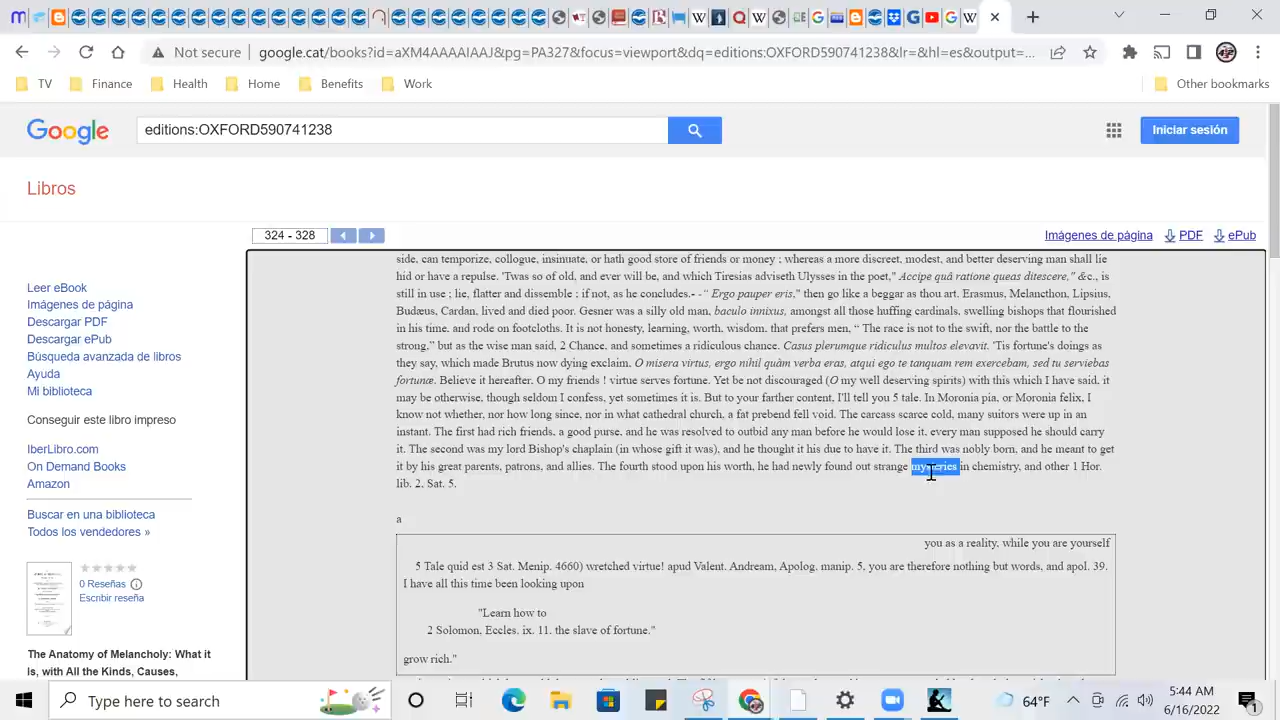 Not secure
google.cat/books?id=aXM4AAAAIAAJ&pg=PA327&focus=viewport&dq=editions:OXFORD590741238&lr=&hl=es&output=...
TV
Finance
Health
Home
Benefits
Work
Other bookmarks
Google
editions:OXFORD590741238
Iniciar sesión
Libros
324 - 328
Imágenes de página
PDF
ePub
Leer eBook
Imágenes de página
Descargar PDF
Descargar ePub
Búsqueda avanzada de libros
Ayuda
Mi biblioteca
Conseguir este libro impreso
IberLibro.com
On Demand Books
Amazon
Buscar en una biblioteca
Todos los vendedores »
0 Reseñas
Escribir reseña
The Anatomy of Melancholy: What it
Is, with All the Kinds, Causes,
side, can temporize, collogue, insinuate, or hath good store of friends or money ; whereas a more discreet, modest, and better deserving man shall lie
hid or have a repulse. 'Twas so of old, and ever will be, and which Tiresias adviseth Ulysses in the poet," Accipe quâ ratione queas ditescere," &c., is
still in use ; lie, flatter and dissemble ; if not, as he concludes.- -“ Ergo pauper eris," then go like a beggar as thou art. Erasmus, Melancthon, Lipsius,
Budæus, Cardan, lived and died poor. Gesner was a silly old man, baculo innixus, amongst all those huffing cardinals, swelling bishops that flourished
in his time, and rode on footcloths. It is not honesty, learning, worth, wisdom, that prefers men, “ The race is not to the swift, nor the battle to the
strong,” but as the wise man said, 2 Chance, and sometimes a ridiculous chance. Casus plerumque ridiculus multos elevavit. 'Tis fortune's doings as
they say, which made Brutus now dying exclaim. O misera virtus, ergo nihil quàm verba eras, atqui ego te tanquam rem exercebam, sed tu serviebas
fortunæ. Believe it hereafter, O my friends ! virtue serves fortune. Yet be not discouraged (O my well deserving spirits) with this which I have said, it
may be otherwise, though seldom I confess, yet sometimes it is. But to your farther content, I'll tell you 5 tale. In Moronia pia, or Moronia felix, I
know not whether, nor how long since, nor in what cathedral church, a fat prebend fell void. The carcass scarce cold, many suitors were up in an
instant. The first had rich friends, a good purse, and he was resolved to outbid any man before he would lose it, every man supposed he should carry
it. The second was my lord Bishop's chaplain (in whose gift it was), and he thought it his due to have it. The third was nobly born, and he meant to get
it by his great parents, patrons, and allies. The fourth stood upon his worth, he had newly found out strange mysteries in chemistry, and other 1 Hor.
lib. 2, Sat. 5.
a
you as a reality, while you are yourself
5 Tale quid est 3 Sat. Menip. 4660) wretched virtue! apud Valent. Andream, Apolog. manip. 5, you are therefore nothing but words, and apol. 39.
I have all this time been looking upon
"Learn how to
2 Solomon, Eccles. ix. 11. the slave of fortune."
grow rich."
Type here to search
64°F
5:44 AM
6/16/2022
1